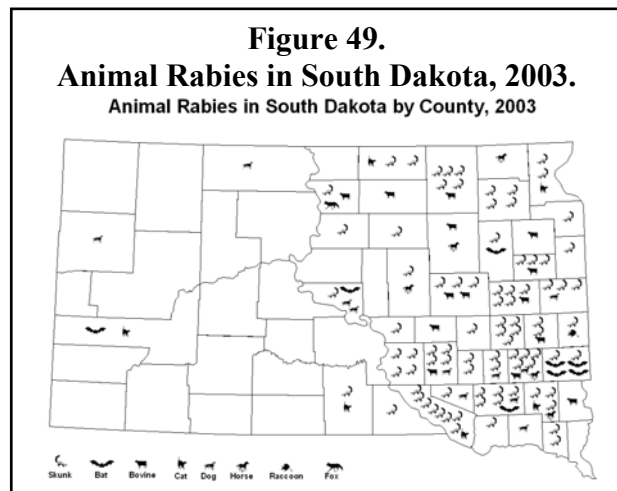 Figure 49.
Animal Rabies in South Dakota, 2003.
Animal Rabies in South Dakota by County, 2003
Skunk Bat Bovine Cat Dog Horse Raccoon Fox